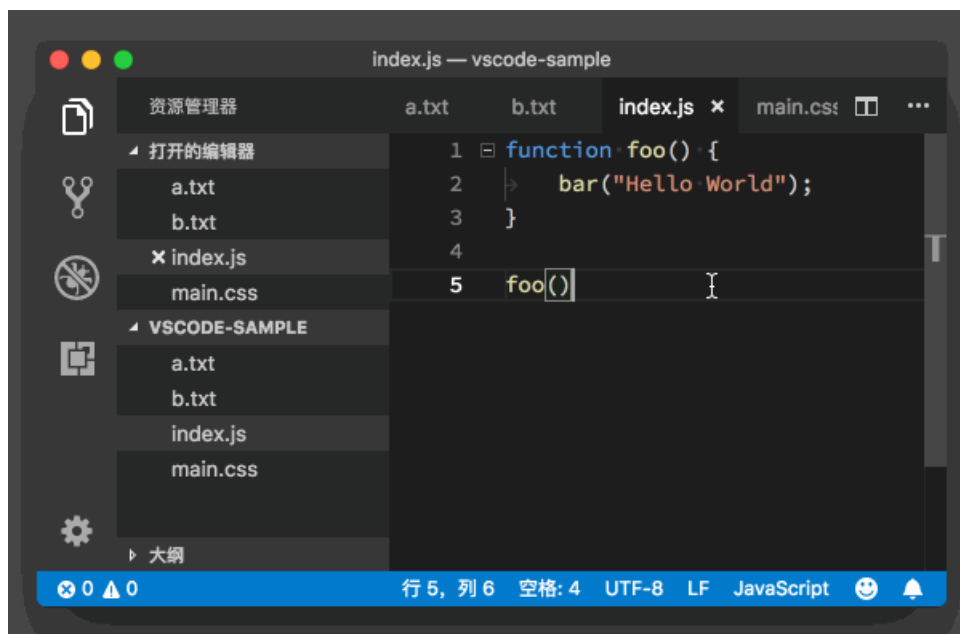 index.js — vscode-sample
资源管理器
打开的编辑器
a.txt
b.txt
index.js
main.css
VSCODE-SAMPLE
a.txt
b.txt
index.js
main.css
大纲
a.txt b.txt index.js main.css
1 function foo() {
2 bar("Hello World");
3 }
4
5 foo()
0 0 行 5, 列 6 空格: 4 UTF-8 LF JavaScript